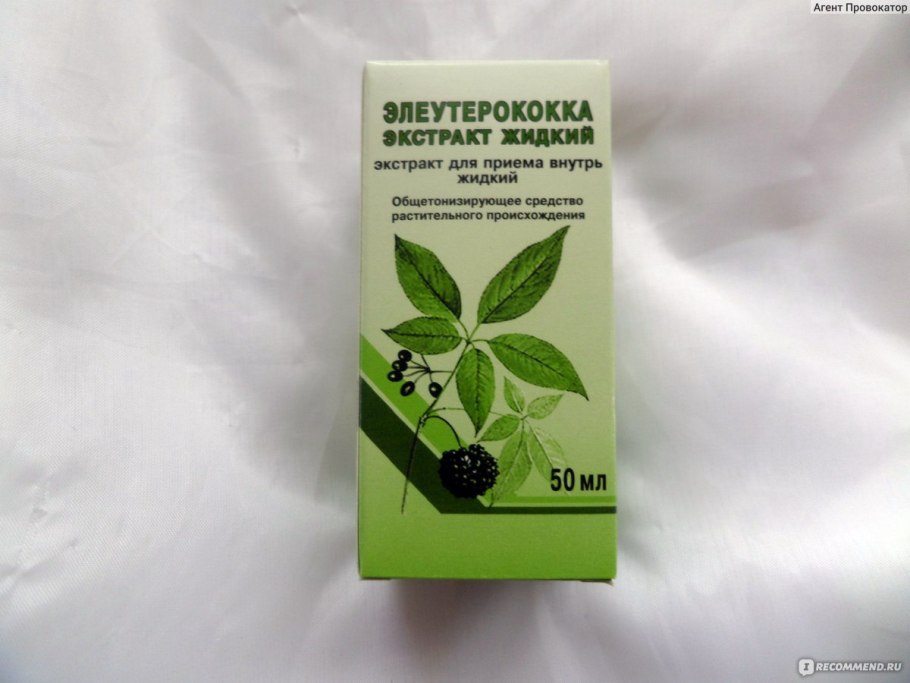 Агент Провокатор
ЭЛЕУТЕРОКОККА
ЭКСТРАКТ ЖИДКИЙ
экстракт для приема внутрь
жидкий
Общетонизирующее средство
растительного происхождения
50 мл
I RECOMMEND.RU